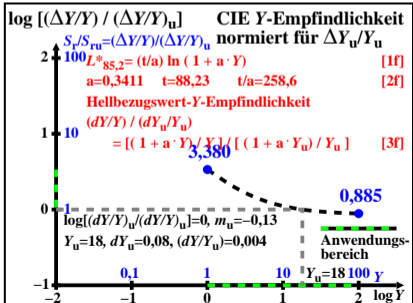 log [(ΔY/Y) / (ΔY/Y)u]
CIE Y-Empfindlichkeit
normiert für ΔYu/Yu
Sr/Sru=(ΔY/Y)/(ΔY/Y)u
L*85,2=(t/a) ln ( 1 + a·Y ) [1f]
a=0,3411 t=88,23 t/a=258,6 [2f]
Hellbezugswert-Y-Empfindlichkeit
(dY/Y) / (dYu/Yu)
= [( 1 + a·Y)/ Y ] / [ ( 1 + a·Yu) / Yu ] [3f]
2 100
1 10
0 1
−1
3,380
0,885
log[(dY/Y)u/(dY/Y)u]=0, mu=−0,13
Yu=18, dYu=0,08, (dY/Y)u=0,004
Anwendungs-
bereich
Yu=18
0,1 1 10 100 Y
−2 −1 0 1 2 log Y